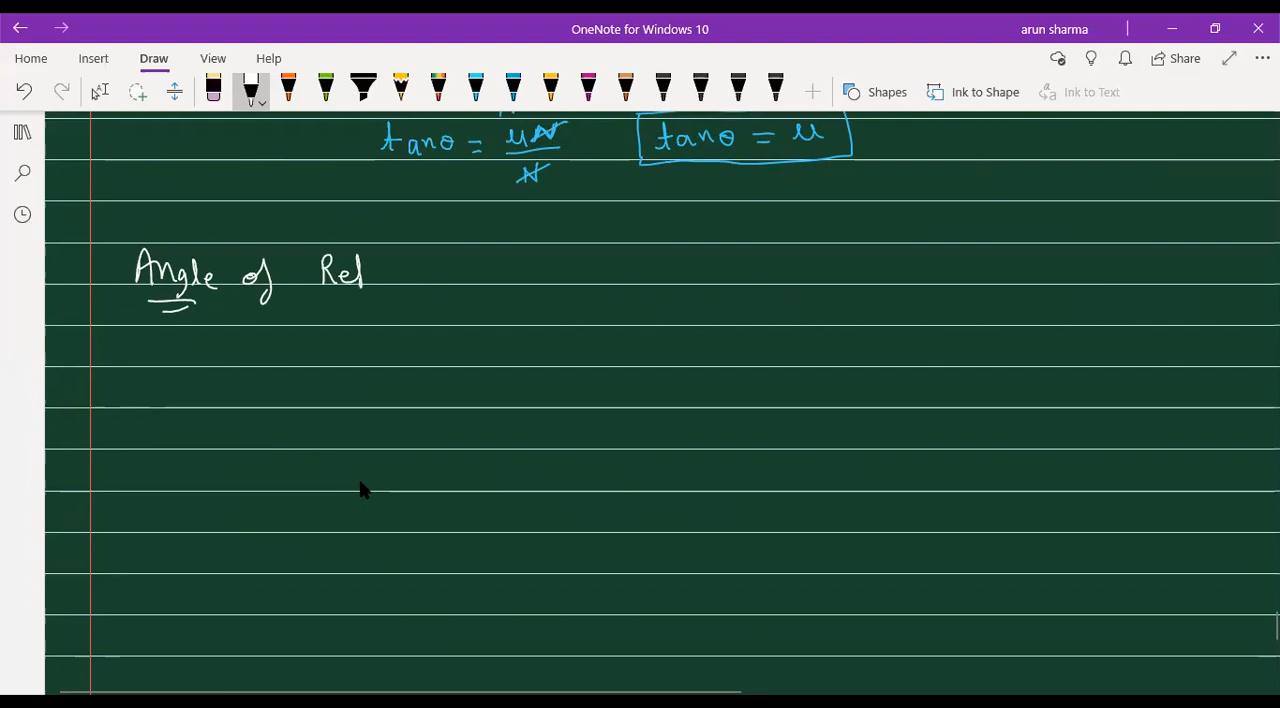 OneNote for Windows 10
arun sharma
Home Insert Draw View Help
Share
Shapes
Ink to Shape
Ink to Text
tanθ = μN/N
tanθ = μ
Angle of Rel